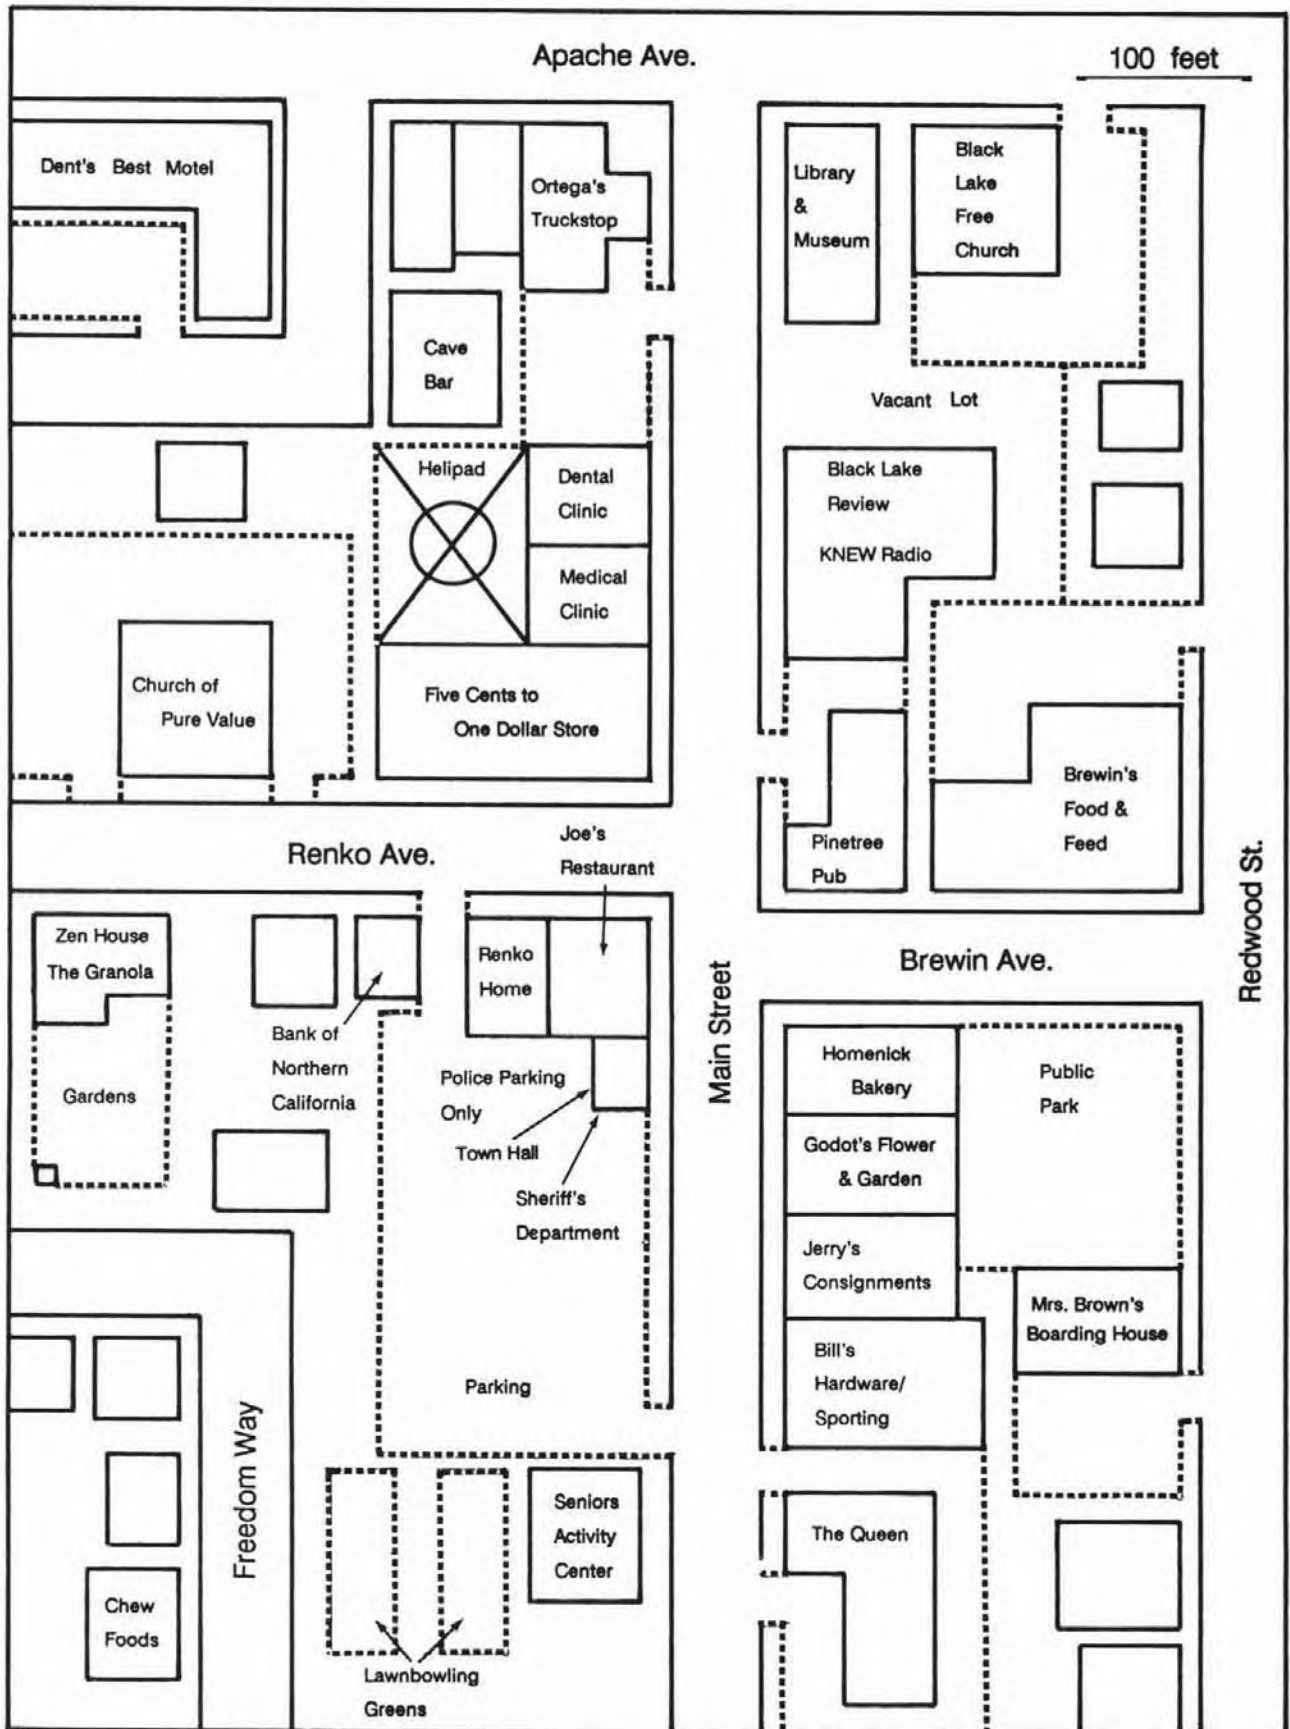 Apache Ave.
100 feet
Dent's Best Motel
Ortega's
Truckstop
Library
&
Museum
Black
Lake
Free
Church
Cave
Bar
Vacant Lot
Helipad
Dental
Clinic
Black Lake
Review
KNEW Radio
Medical
Clinic
Church of
Pure Value
Five Cents to
One Dollar Store
Brewin's
Food &
Feed
Pinetree
Pub
Renko Ave.
Joe's
Restaurant
Redwood St.
Zen House
The Granola
Renko
Home
Main Street
Brewin Ave.
Bank of
Northern
California
Gardens
Police Parking
Only
Town Hall
Sheriff's
Department
Homenick
Bakery
Public
Park
Godot's Flower
& Garden
Jerry's
Consignments
Mrs. Brown's
Boarding House
Bill's
Hardware/
Sporting
Parking
Freedom Way
Seniors
Activity
Center
The Queen
Chew
Foods
Lawnbowling
Greens